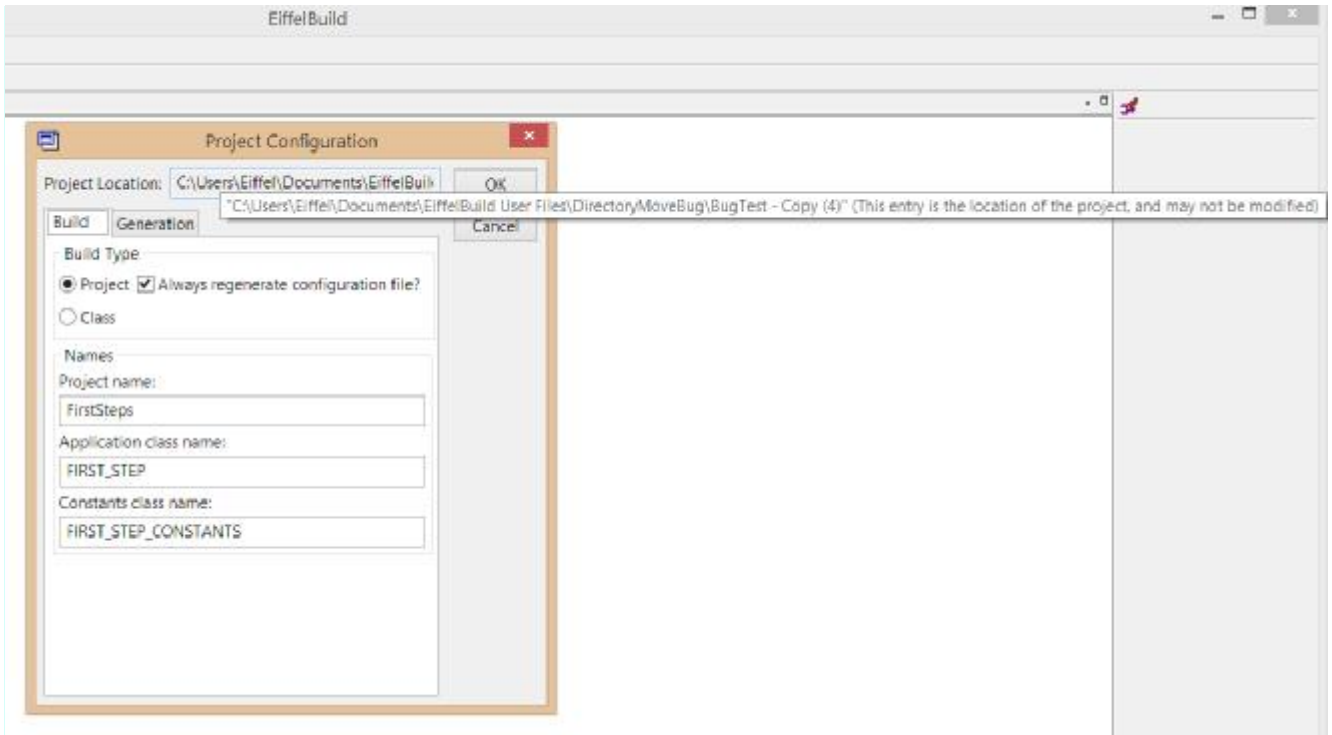 EiffelBuild
Project Configuration
Project Location: C:\Users\Eiffel\Documents\EiffelBuil
OK
"C:\Users\Eiffel\Documents\EiffelBuild User Files\DirectoryMoveBug\BugTest - Copy (4)" (This entry is the location of the project, and may not be modified)
Build Generation
Cancel
Build Type
Project Always regenerate configuration file?
Class
Names
Project name:
FirstSteps
Application class name:
FIRST_STEP
Constants class name:
FIRST_STEP_CONSTANTS